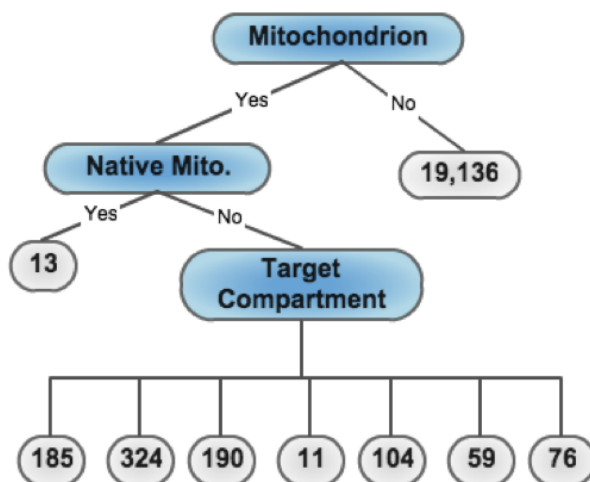 Mitochondrion
Yes
No
Native Mito.
19,136
Yes
No
13
Target
Compartment
185 324 190 11 104 59 76